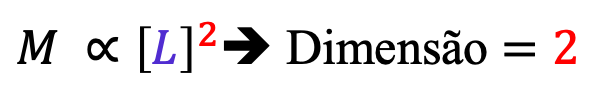 M ∝ [L]² ➔ Dimensão = 2